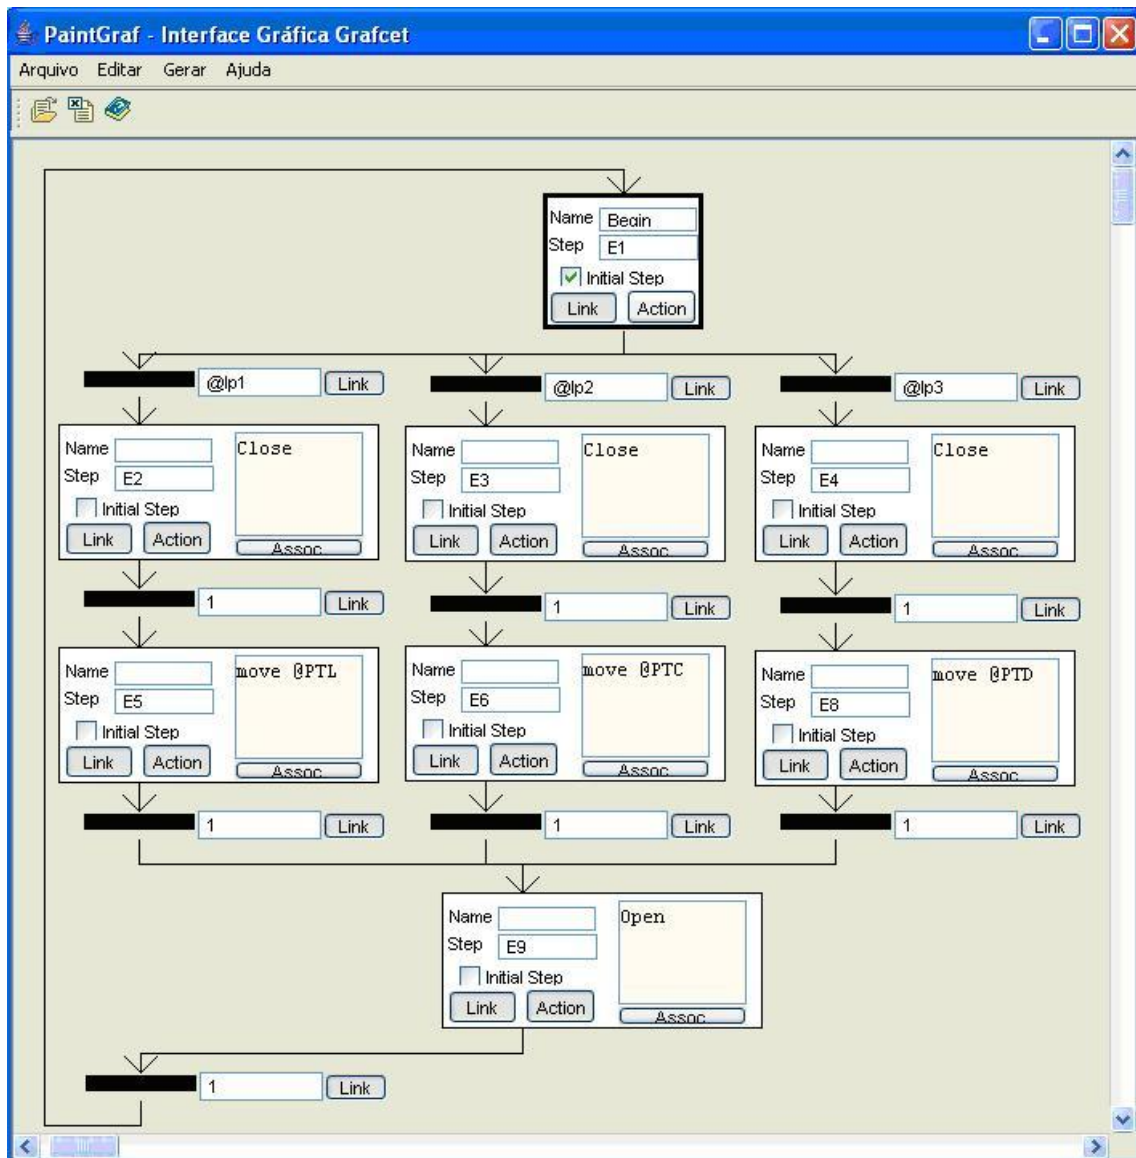 PaintGraf - Interface Gráfica Grafcet
Arquivo Editar Gerar Ajuda
Name Begin
Step E1
Initial Step
Link Action
@lp1 Link
@lp2 Link
@lp3 Link
Name Close
Step E2
Initial Step
Link Action Assoc
Name Close
Step E3
Initial Step
Link Action Assoc
Name Close
Step E4
Initial Step
Link Action Assoc
1 Link
1 Link
1 Link
Name move @PTL
Step E5
Initial Step
Link Action Assoc
Name move @PTC
Step E6
Initial Step
Link Action Assoc
Name move @PTD
Step E8
Initial Step
Link Action Assoc
1 Link
1 Link
1 Link
Name Open
Step E9
Initial Step
Link Action Assoc
1 Link